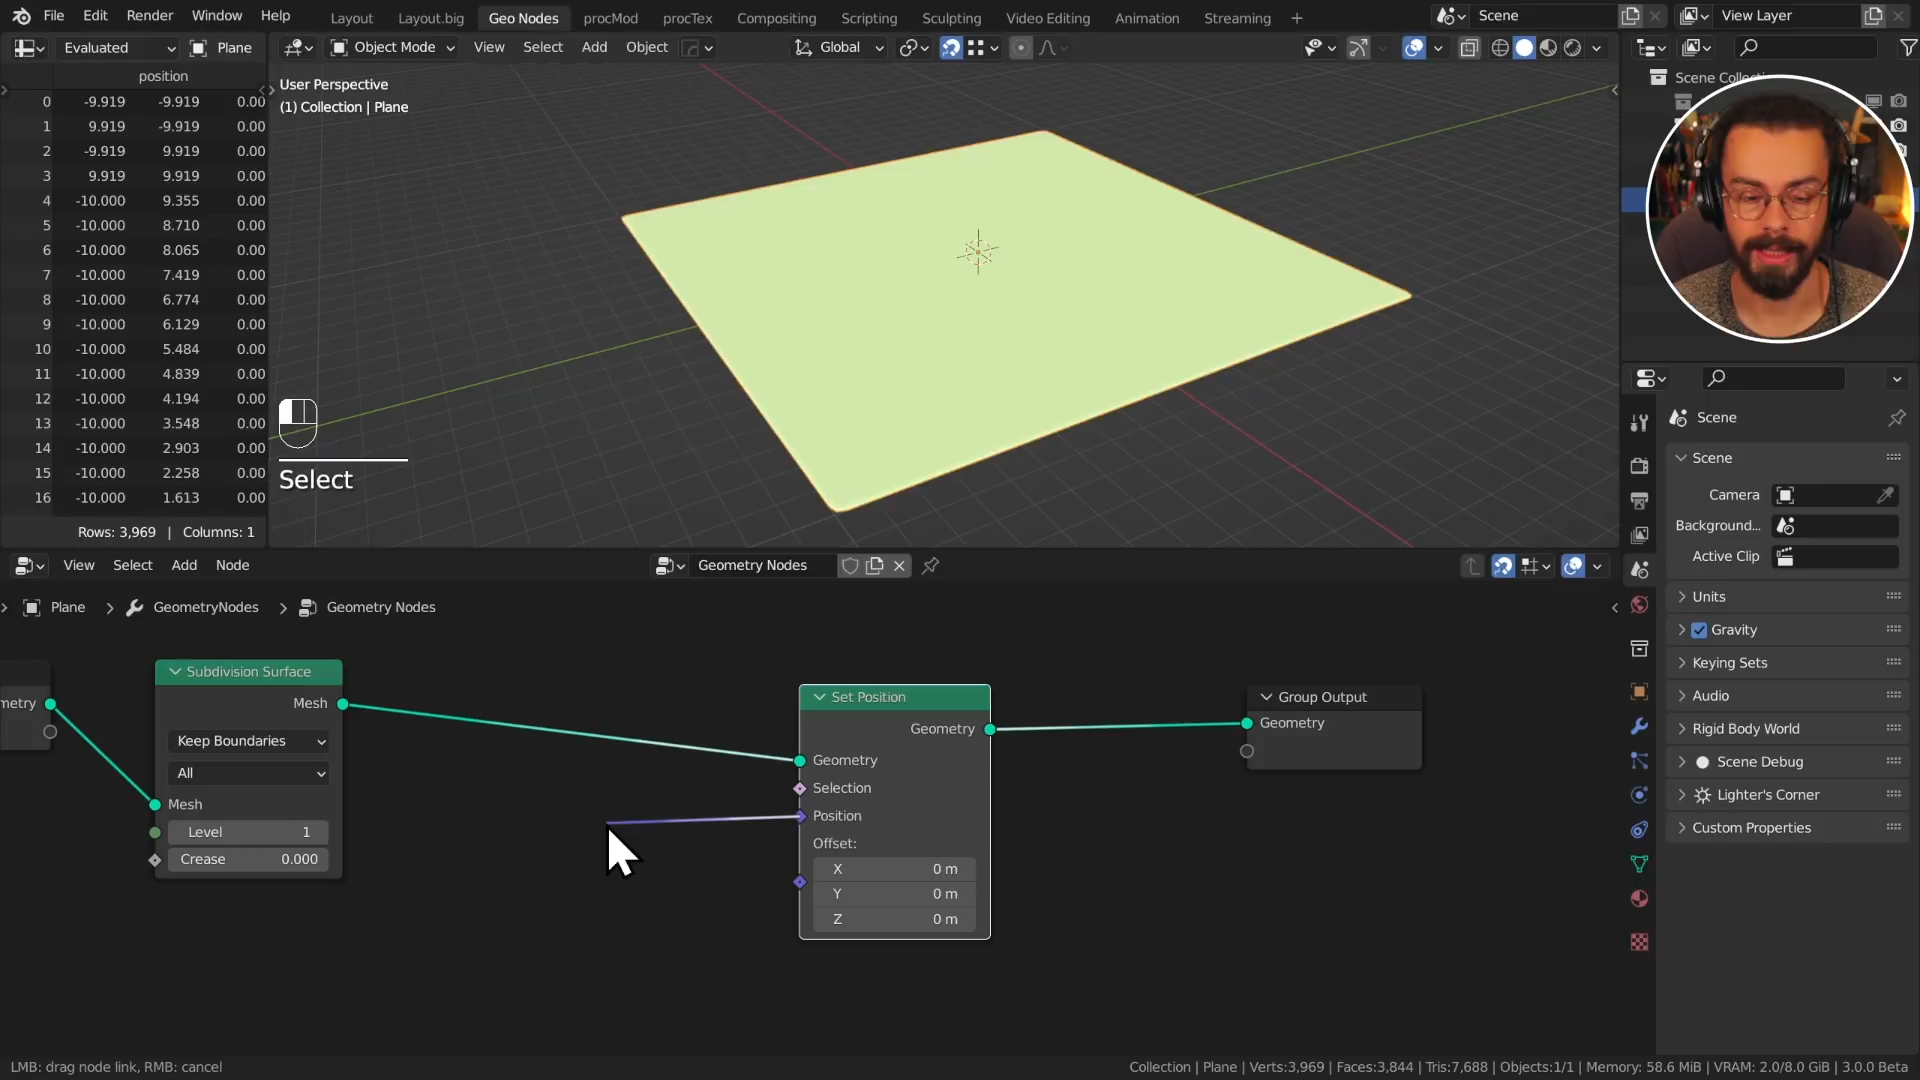 File Edit Render Window Help
Layout Layout.big Geo Nodes procMod procTex Compositing Scripting Sculpting Video Editing Animation Streaming +
Scene
View Layer
Evaluated
Plane
position
0 -9.919 -9.919 0.00
1 9.919 -9.919 0.00
2 -9.919 9.919 0.00
3 9.919 9.919 0.00
4 -10.000 9.355 0.00
5 -10.000 8.710 0.00
6 -10.000 8.065 0.00
7 -10.000 7.419 0.00
8 -10.000 6.774 0.00
9 -10.000 6.129 0.00
10 -10.000 5.484 0.00
11 -10.000 4.839 0.00
12 -10.000 4.194 0.00
13 -10.000 3.548 0.00
14 -10.000 2.903 0.00
15 -10.000 2.258 0.00
16 -10.000 1.613 0.00
Rows: 3,969 | Columns: 1
Object Mode View Select Add Object
Global
User Perspective
(1) Collection | Plane
Select
Scene Collecti
Scene
Scene
Camera
Background...
Active Clip
Units
Gravity
Keying Sets
Audio
Rigid Body World
Scene Debug
Lighter's Corner
Custom Properties
View Select Add Node
Geometry Nodes
Plane > GeometryNodes > Geometry Nodes
metry
Subdivision Surface
Mesh
Keep Boundaries
All
Mesh
Level 1
Crease 0.000
Set Position
Geometry
Geometry
Selection
Position
Offset:
X 0 m
Y 0 m
Z 0 m
Group Output
Geometry
LMB: drag node link, RMB: cancel
Collection | Plane | Verts:3,969 | Faces:3,844 | Tris:7,688 | Objects:1/1 | Memory: 58.6 MiB | VRAM: 2.0/8.0 GiB | 3.0.0 Beta